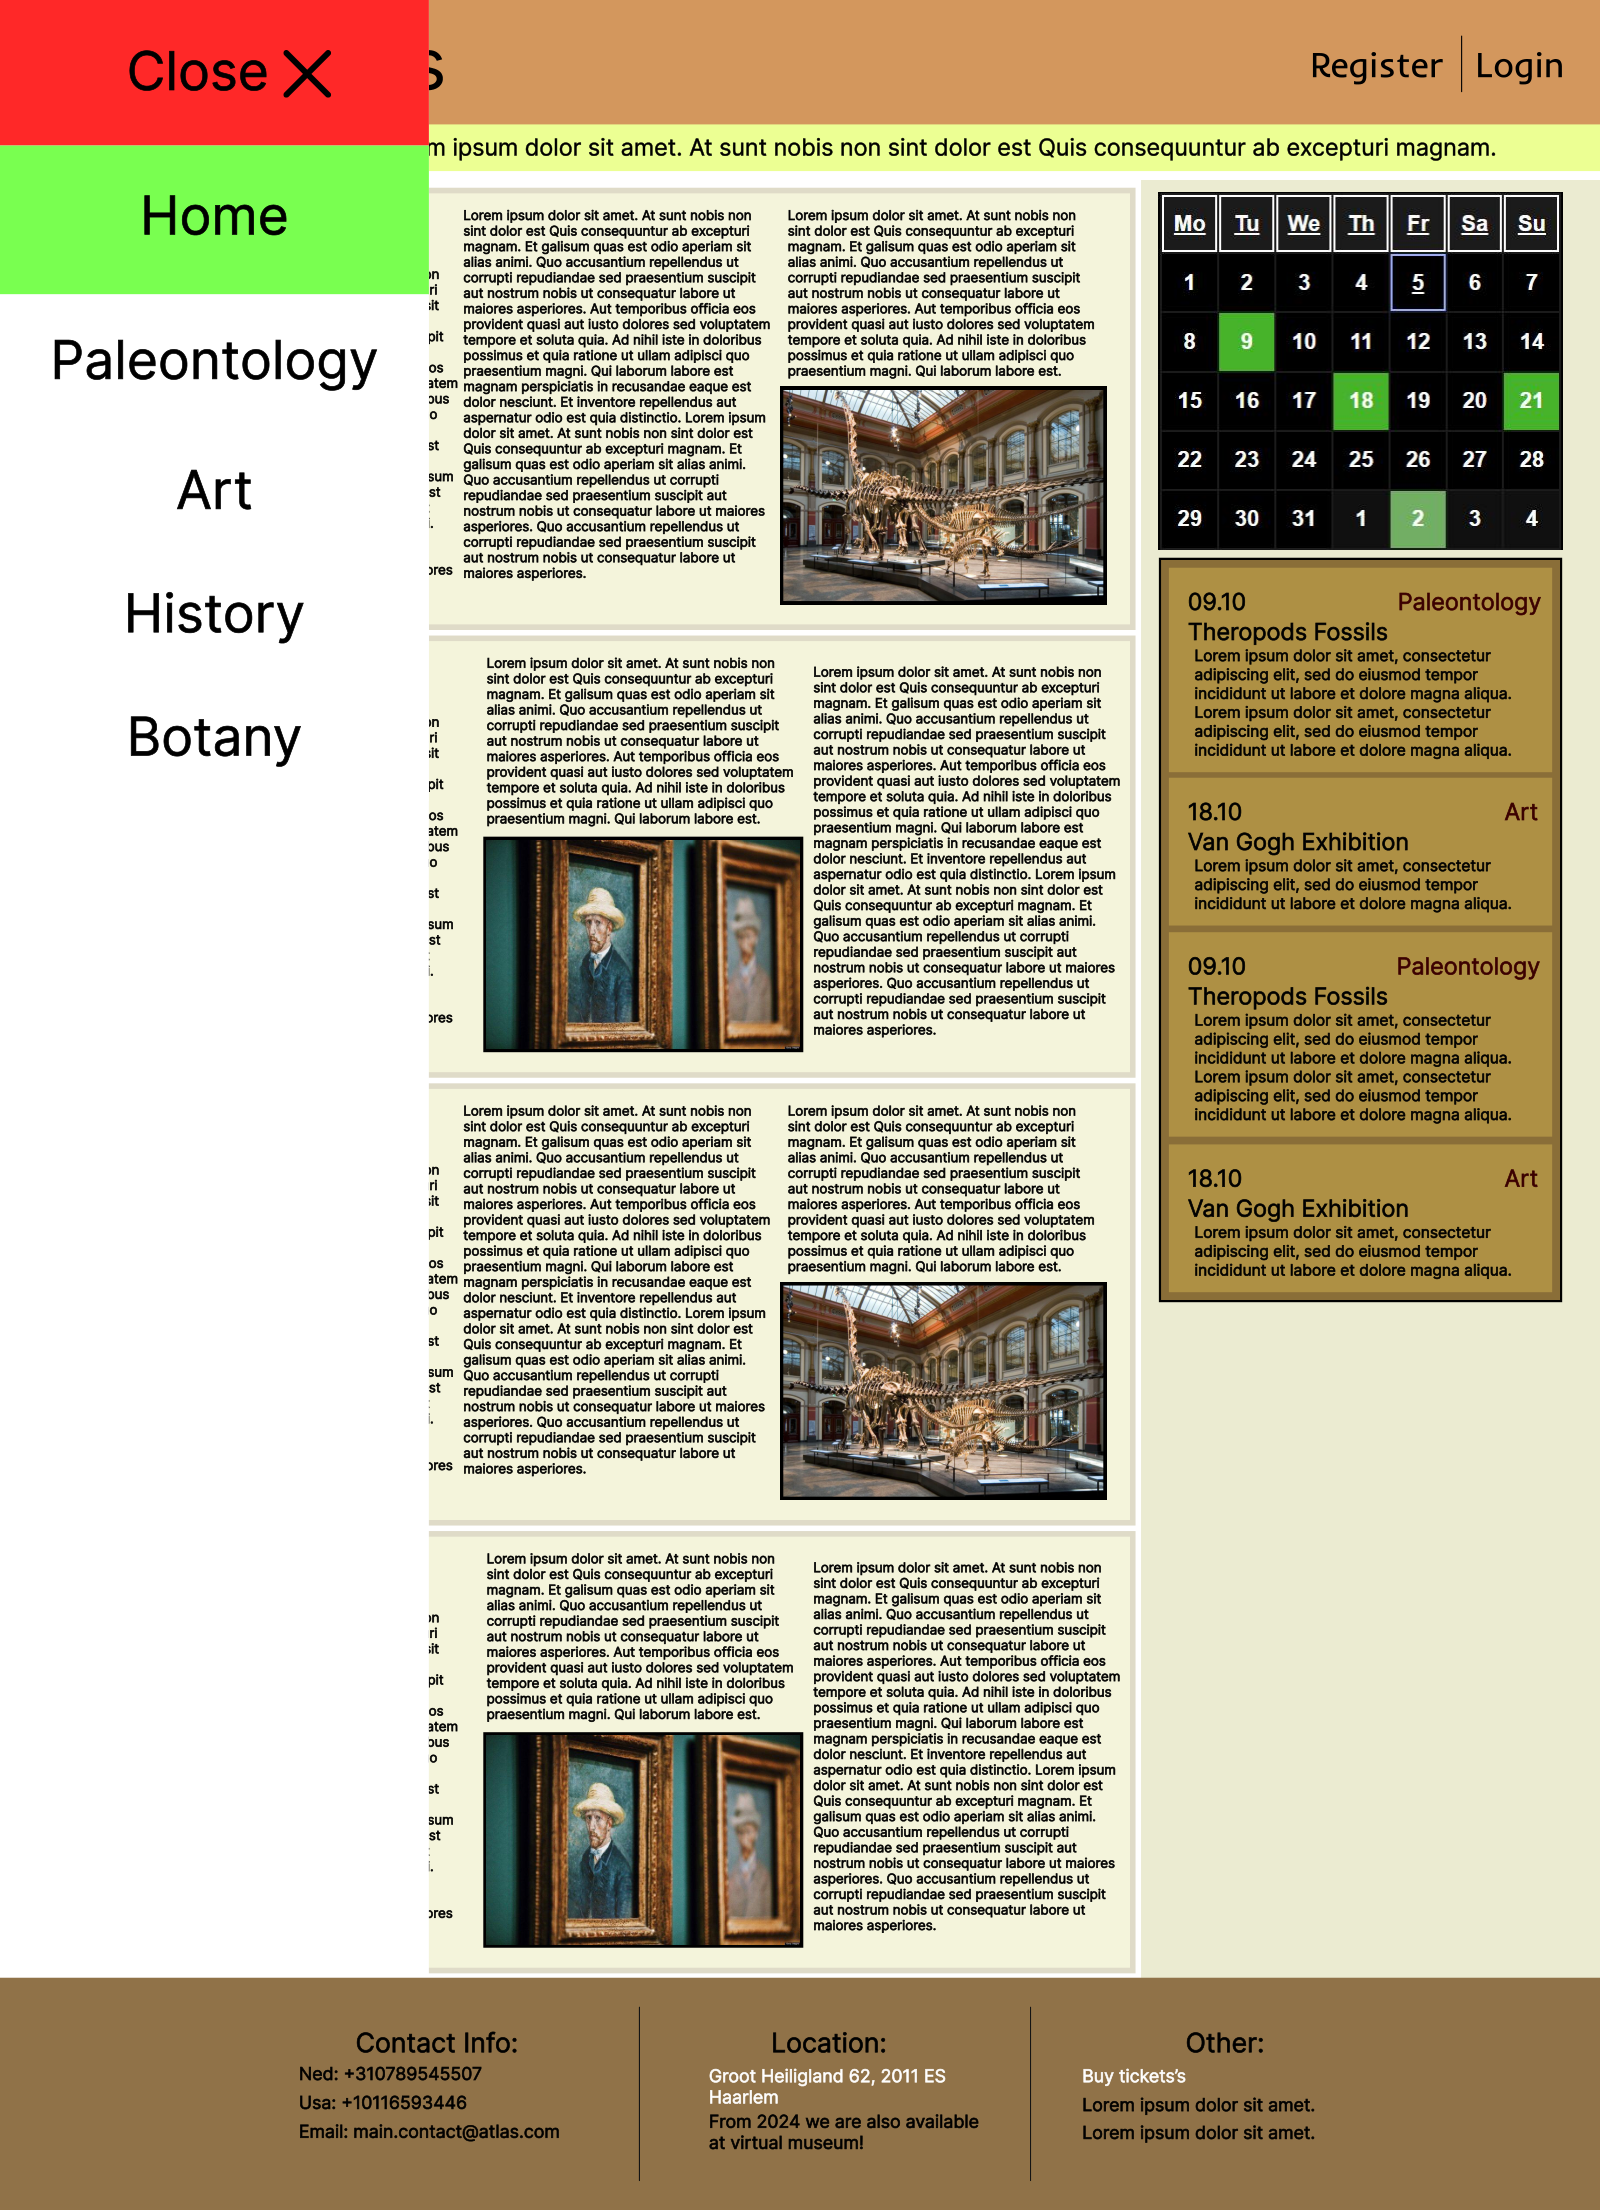 Close
Home
Paleontology
Art
History
Botany
Register
Login
ipsum dolor sit amet. At sunt nobis non sint dolor est Quis consequuntur ab excepturi magnam.
Lorem ipsum dolor sit amet. At sunt nobis non
sint dolor est Quis consequuntur ab excepturi
magnam. Et galisum quas est odio aperiam sit
alias animi. Quo accusantium repellendus ut
corrupti repudiandae sed praesentium suscipit
aut nostrum nobis ut consequatur labore ut
maiores asperiores. Aut temporibus officia eos
provident quasi aut iusto dolores sed voluptatem
tempore et soluta quia. Ad nihil iste in doloribus
possimus et quia ratione ut ullam adipisci quo
praesentium magni. Qui laborum labore est
magnam perspiciatis in recusandae eaque est
dolor nesciunt. Et inventore repellendus aut
aspernatur odio est quia distinctio. Lorem ipsum
dolor sit amet. At sunt nobis non sint dolor est
Quis consequuntur ab excepturi magnam. Et
galisum quas est odio aperiam sit alias animi.
Quo accusantium repellendus ut corrupti
repudiandae sed praesentium suscipit aut
nostrum nobis ut consequatur labore ut maiores
asperiores. Quo accusantium repellendus ut
corrupti repudiandae sed praesentium suscipit
aut nostrum nobis ut consequatur labore ut
maiores asperiores.
Lorem ipsum dolor sit amet. At sunt nobis non
sint dolor est Quis consequuntur ab excepturi
magnam. Et galisum quas est odio aperiam sit
alias animi. Quo accusantium repellendus ut
corrupti repudiandae sed praesentium suscipit
aut nostrum nobis ut consequatur labore ut
maiores asperiores. Aut temporibus officia eos
provident quasi aut iusto dolores sed voluptatem
tempore et soluta quia. Ad nihil iste in doloribus
possimus et quia ratione ut ullam adipisci quo
praesentium magni. Qui laborum labore est.
Lorem ipsum dolor sit amet. At sunt nobis non
sint dolor est Quis consequuntur ab excepturi
magnam. Et galisum quas est odio aperiam sit
alias animi. Quo accusantium repellendus ut
corrupti repudiandae sed praesentium suscipit
aut nostrum nobis ut consequatur labore ut
maiores asperiores. Aut temporibus officia eos
provident quasi aut iusto dolores sed voluptatem
tempore et soluta quia. Ad nihil iste in doloribus
possimus et quia ratione ut ullam adipisci quo
praesentium magni. Qui laborum labore est.
Lorem ipsum dolor sit amet. At sunt nobis non
sint dolor est Quis consequuntur ab excepturi
magnam. Et galisum quas est odio aperiam sit
alias animi. Quo accusantium repellendus ut
corrupti repudiandae sed praesentium suscipit
aut nostrum nobis ut consequatur labore ut
maiores asperiores. Aut temporibus officia eos
provident quasi aut iusto dolores sed voluptatem
tempore et soluta quia. Ad nihil iste in doloribus
possimus et quia ratione ut ullam adipisci quo
praesentium magni. Qui laborum labore est
magnam perspiciatis in recusandae eaque est
dolor nesciunt. Et inventore repellendus aut
aspernatur odio est quia distinctio. Lorem ipsum
dolor sit amet. At sunt nobis non sint dolor est
Quis consequuntur ab excepturi magnam. Et
galisum quas est odio aperiam sit alias animi.
Quo accusantium repellendus ut corrupti
repudiandae sed praesentium suscipit aut
nostrum nobis ut consequatur labore ut maiores
asperiores. Quo accusantium repellendus ut
corrupti repudiandae sed praesentium suscipit
aut nostrum nobis ut consequatur labore ut
maiores asperiores.
Lorem ipsum dolor sit amet. At sunt nobis non
sint dolor est Quis consequuntur ab excepturi
magnam. Et galisum quas est odio aperiam sit
alias animi. Quo accusantium repellendus ut
corrupti repudiandae sed praesentium suscipit
aut nostrum nobis ut consequatur labore ut
maiores asperiores. Aut temporibus officia eos
provident quasi aut iusto dolores sed voluptatem
tempore et soluta quia. Ad nihil iste in doloribus
possimus et quia ratione ut ullam adipisci quo
praesentium magni. Qui laborum labore est
magnam perspiciatis in recusandae eaque est
dolor nesciunt. Et inventore repellendus aut
aspernatur odio est quia distinctio. Lorem ipsum
dolor sit amet. At sunt nobis non sint dolor est
Quis consequuntur ab excepturi magnam. Et
galisum quas est odio aperiam sit alias animi.
Quo accusantium repellendus ut corrupti
repudiandae sed praesentium suscipit aut
nostrum nobis ut consequatur labore ut maiores
asperiores. Quo accusantium repellendus ut
corrupti repudiandae sed praesentium suscipit
aut nostrum nobis ut consequatur labore ut
maiores asperiores.
Lorem ipsum dolor sit amet. At sunt nobis non
sint dolor est Quis consequuntur ab excepturi
magnam. Et galisum quas est odio aperiam sit
alias animi. Quo accusantium repellendus ut
corrupti repudiandae sed praesentium suscipit
aut nostrum nobis ut consequatur labore ut
maiores asperiores. Aut temporibus officia eos
provident quasi aut iusto dolores sed voluptatem
tempore et soluta quia. Ad nihil iste in doloribus
possimus et quia ratione ut ullam adipisci quo
praesentium magni. Qui laborum labore est.
Lorem ipsum dolor sit amet. At sunt nobis non
sint dolor est Quis consequuntur ab excepturi
magnam. Et galisum quas est odio aperiam sit
alias animi. Quo accusantium repellendus ut
corrupti repudiandae sed praesentium suscipit
aut nostrum nobis ut consequatur labore ut
maiores asperiores. Aut temporibus officia eos
provident quasi aut iusto dolores sed voluptatem
tempore et soluta quia. Ad nihil iste in doloribus
possimus et quia ratione ut ullam adipisci quo
praesentium magni. Qui laborum labore est.
Lorem ipsum dolor sit amet. At sunt nobis non
sint dolor est Quis consequuntur ab excepturi
magnam. Et galisum quas est odio aperiam sit
alias animi. Quo accusantium repellendus ut
corrupti repudiandae sed praesentium suscipit
aut nostrum nobis ut consequatur labore ut
maiores asperiores. Aut temporibus officia eos
provident quasi aut iusto dolores sed voluptatem
tempore et soluta quia. Ad nihil iste in doloribus
possimus et quia ratione ut ullam adipisci quo
praesentium magni. Qui laborum labore est
magnam perspiciatis in recusandae eaque est
dolor nesciunt. Et inventore repellendus aut
aspernatur odio est quia distinctio. Lorem ipsum
dolor sit amet. At sunt nobis non sint dolor est
Quis consequuntur ab excepturi magnam. Et
galisum quas est odio aperiam sit alias animi.
Quo accusantium repellendus ut corrupti
repudiandae sed praesentium suscipit aut
nostrum nobis ut consequatur labore ut maiores
asperiores. Quo accusantium repellendus ut
corrupti repudiandae sed praesentium suscipit
aut nostrum nobis ut consequatur labore ut
maiores asperiores.
Mo Tu We Th Fr Sa Su
1 2 3 4 5 6 7
8 9 10 11 12 13 14
15 16 17 18 19 20 21
22 23 24 25 26 27 28
29 30 31 1 2 3 4
09.10 Paleontology
Theropods Fossils
Lorem ipsum dolor sit amet, consectetur
adipiscing elit, sed do eiusmod tempor
incididunt ut labore et dolore magna aliqua.
Lorem ipsum dolor sit amet, consectetur
adipiscing elit, sed do eiusmod tempor
incididunt ut labore et dolore magna aliqua.
18.10 Art
Van Gogh Exhibition
Lorem ipsum dolor sit amet, consectetur
adipiscing elit, sed do eiusmod tempor
incididunt ut labore et dolore magna aliqua.
09.10 Paleontology
Theropods Fossils
Lorem ipsum dolor sit amet, consectetur
adipiscing elit, sed do eiusmod tempor
incididunt ut labore et dolore magna aliqua.
Lorem ipsum dolor sit amet, consectetur
adipiscing elit, sed do eiusmod tempor
incididunt ut labore et dolore magna aliqua.
18.10 Art
Van Gogh Exhibition
Lorem ipsum dolor sit amet, consectetur
adipiscing elit, sed do eiusmod tempor
incididunt ut labore et dolore magna aliqua.
Contact Info:
Ned: +310789545507
Usa: +10116593446
Email: main.contact@atlas.com
Location:
Groot Heiligland 62, 2011 ES
Haarlem
From 2024 we are also available
at virtual museum!
Other:
Buy tickets’s
Lorem ipsum dolor sit amet.
Lorem ipsum dolor sit amet.